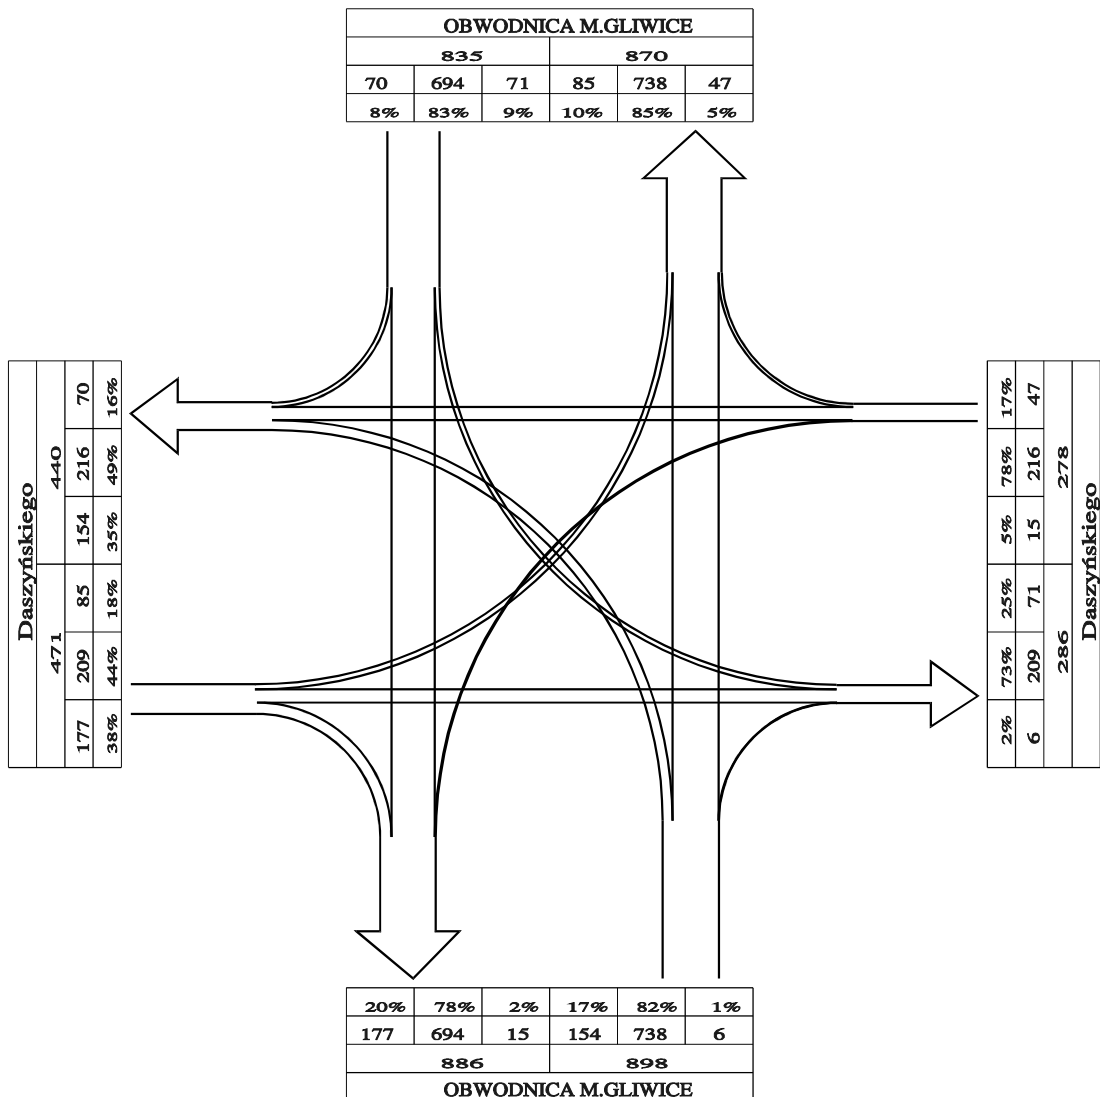 OBWODNICA M.GLIWICE
835 870
70 694 71 85 738 47
8% 83% 9% 10% 85% 5%
Daszyńskiego
471 440
177 209 85 154 216 70
38% 44% 18% 35% 49% 16%
17% 78% 5% 25% 73% 2%
47 216 15 71 209 6
278 286
Daszyńskiego
20% 78% 2% 17% 82% 1%
177 694 15 154 738 6
886 898
OBWODNICA M.GLIWICE